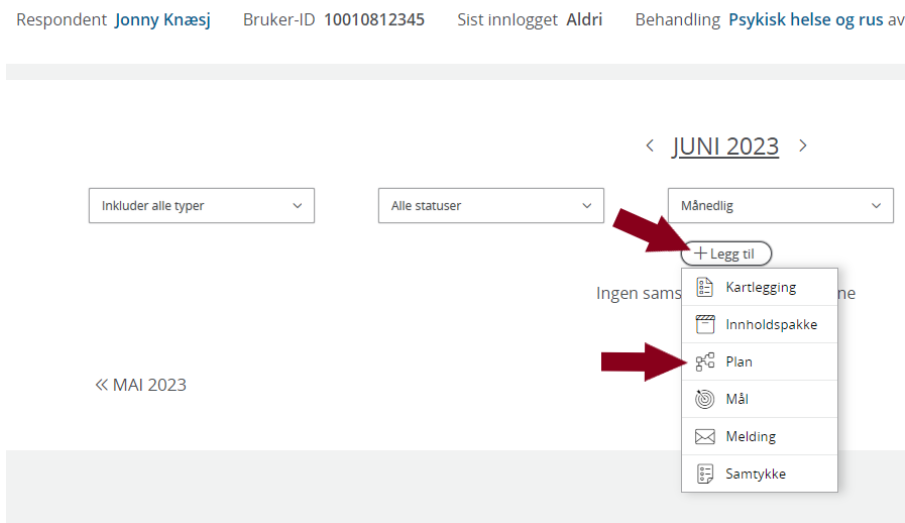 Respondent Jonny Knæsj Bruker-ID 10010812345 Sist innlogget Aldri Behandling Psykisk helse og rus av
< JUNI 2023 >
Inkluder alle typer Alle statuser Månedlig
+ Legg til
Ingen sams ne
Kartlegging
Innholdspakke
Plan
« MAI 2023
Mål
Melding
Samtykke